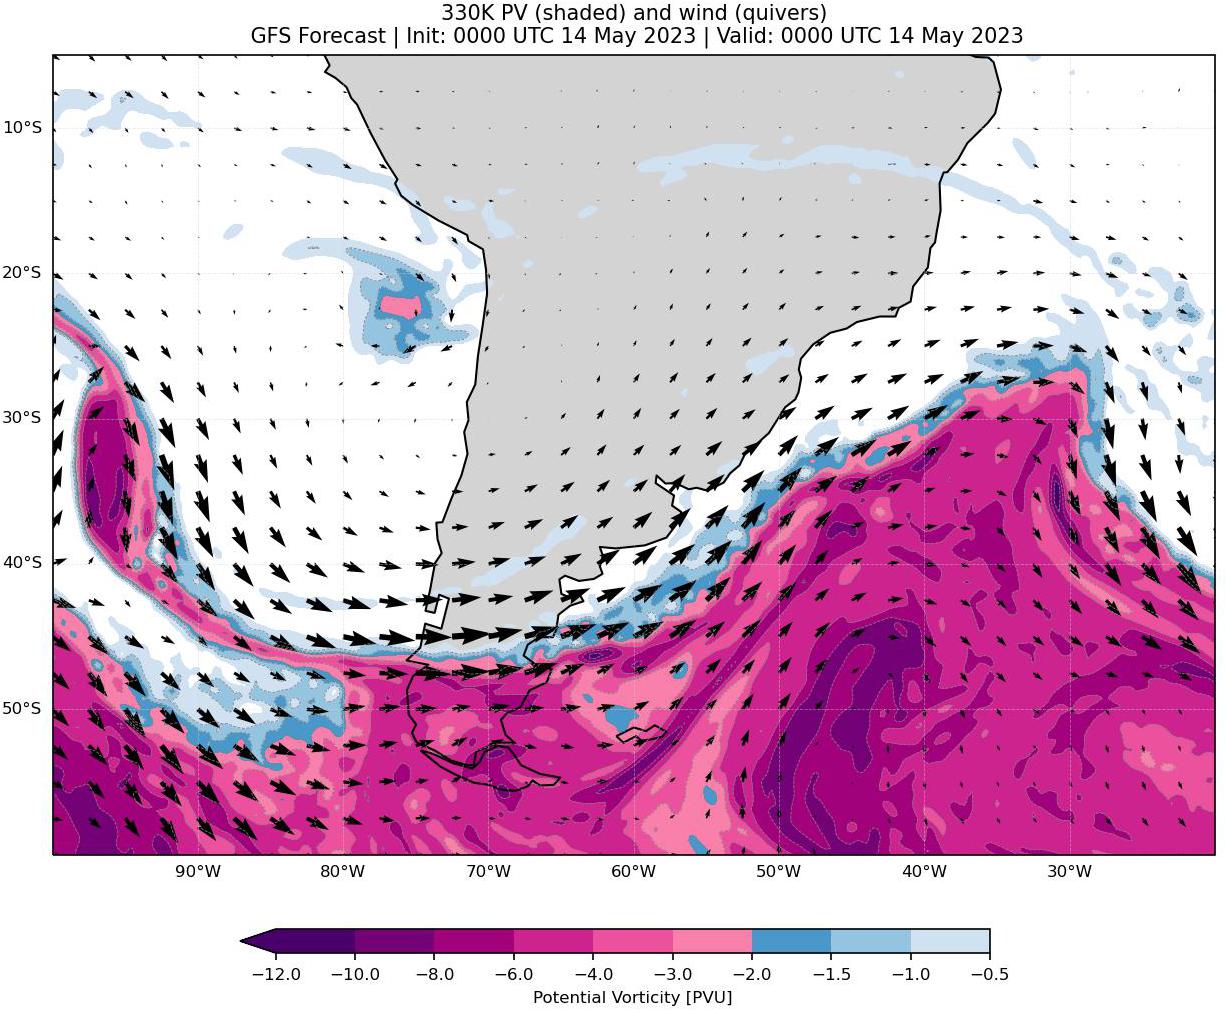 330K PV (shaded) and wind (quivers)
GFS Forecast | Init: 0000 UTC 14 May 2023 | Valid: 0000 UTC 14 May 2023
10°S
20°S
30°S
40°S
50°S
90°W 80°W 70°W 60°W 50°W 40°W 30°W
−12.0 −10.0 −8.0 −6.0 −4.0 −3.0 −2.0 −1.5 −1.0 −0.5
Potential Vorticity [PVU]